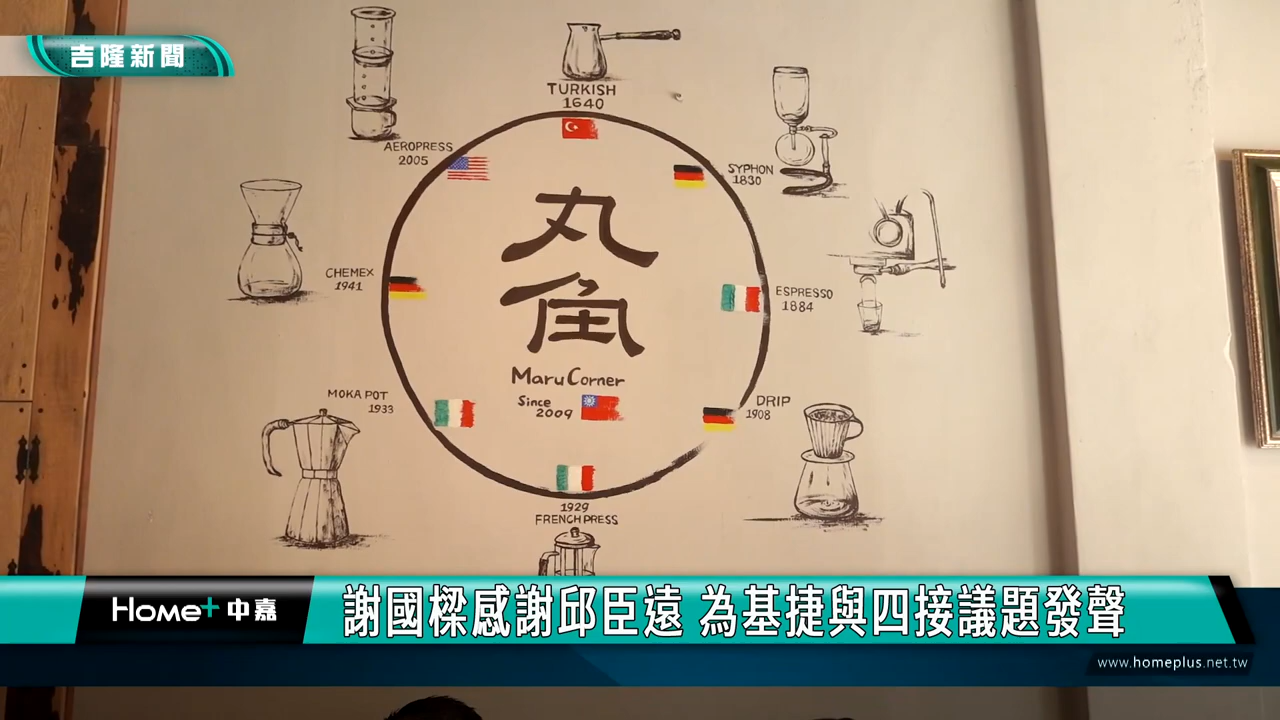 吉隆新聞
TURKISH
1640
AEROPRESS
2005
SYPHON
1830
丸角
CHEMEX
1941
ESPRESSO
1884
Maru Corner
Since
2009
MOKA POT
1933
DRIP
1908
1929
FRENCH PRESS
Home+ 中嘉
謝國樑感謝邱臣遠 為基捷與四接議題發聲
www.homeplus.net.tw